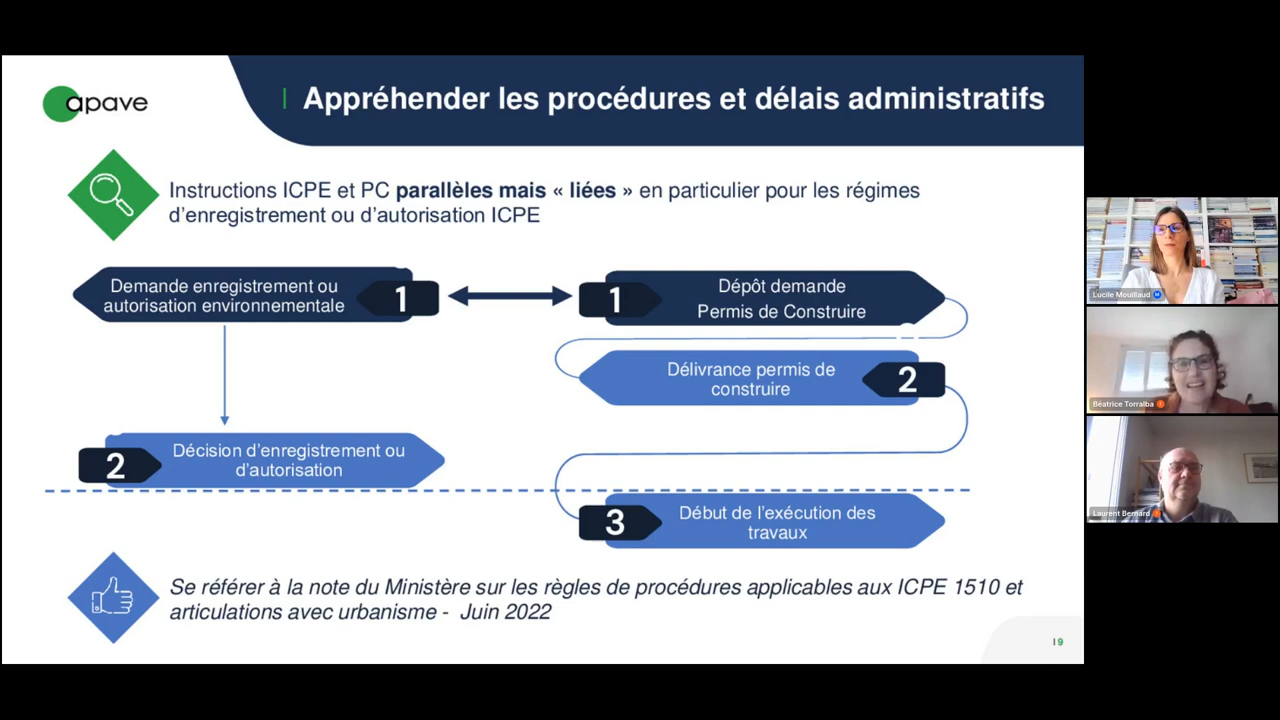 apave
Appréhender les procédures et délais administratifs
Instructions ICPE et PC parallèles mais « liées » en particulier pour les régimes
d'enregistrement ou d'autorisation ICPE
Demande enregistrement ou
autorisation environnementale
1
1
Dépôt demande
Permis de Construire
Délivrance permis de
construire
2
2
Décision d'enregistrement ou
d'autorisation
3
Début de l'exécution des
travaux
Se référer à la note du Ministère sur les règles de procédures applicables aux ICPE 1510 et
articulations avec urbanisme - Juin 2022
I 9
Lucile Mouillaud
Béatrice Torralba
Laurent Bernard